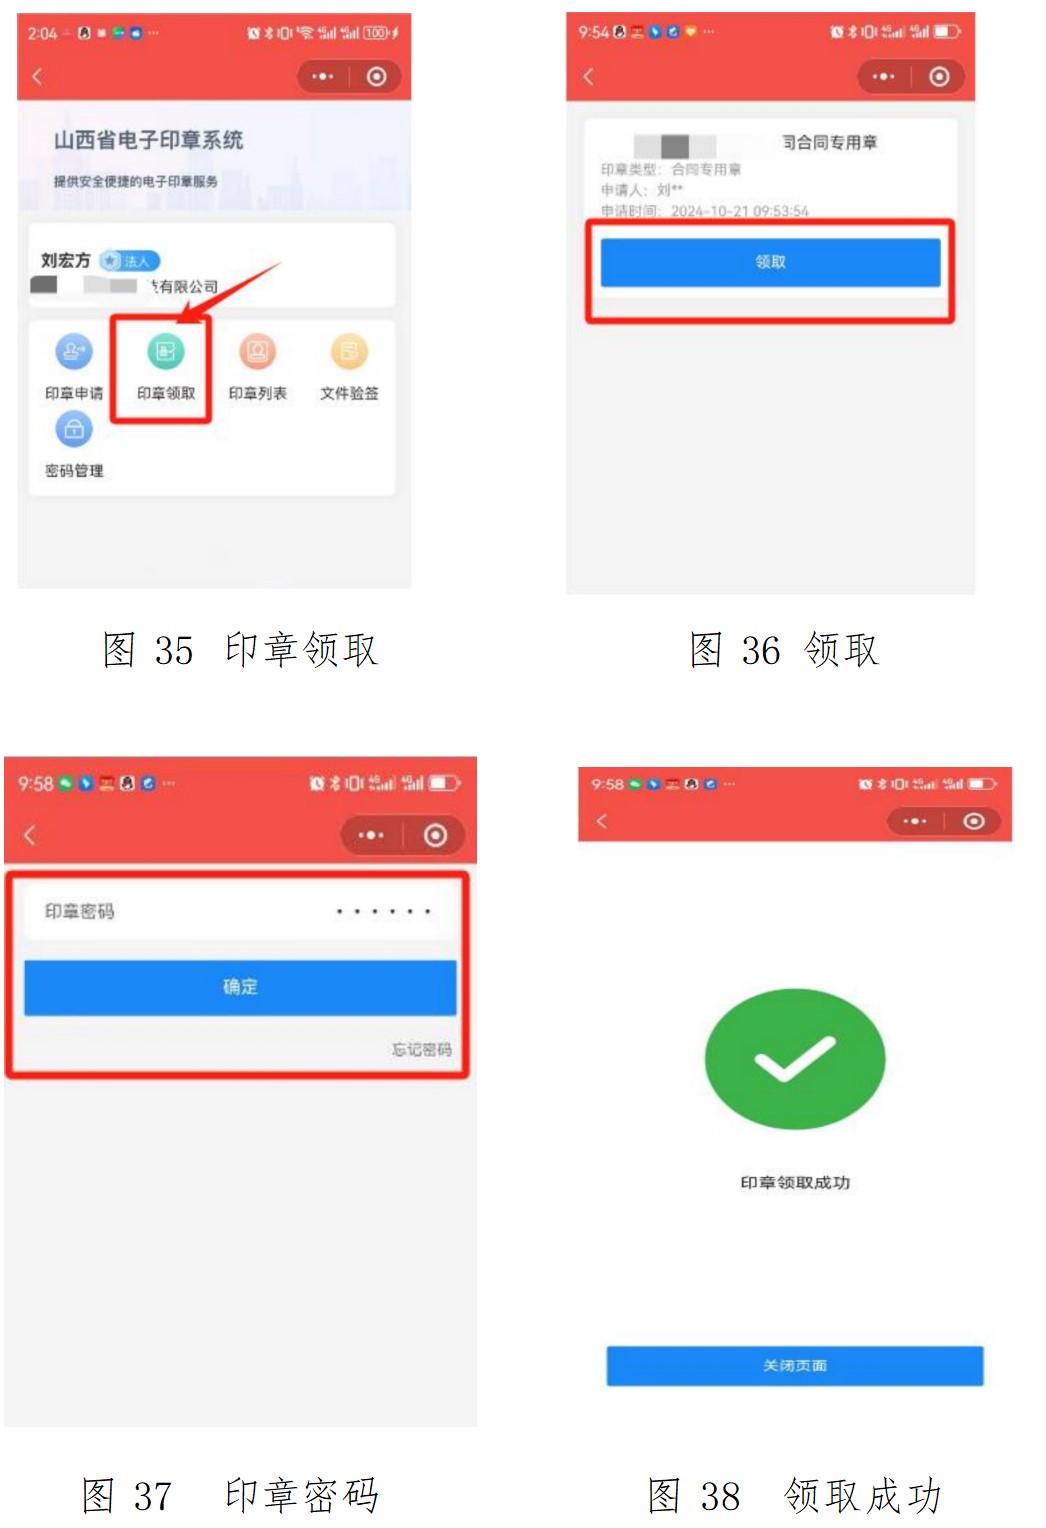 2:04
100
山西省电子印章系统
提供安全便捷的电子印章服务
刘宏方 法人
有限公司
印章申请 印章领取 印章列表 文件验签
密码管理
图 35 印章领取
9:54
司合同专用章
印章类型：合同专用章
申请人：刘**
申请时间：2024-10-21 09:53:54
领取
图 36 领取
9:58
印章密码 ······
确定
忘记密码
图 37 印章密码
9:58
印章领取成功
关闭页面
图 38 领取成功